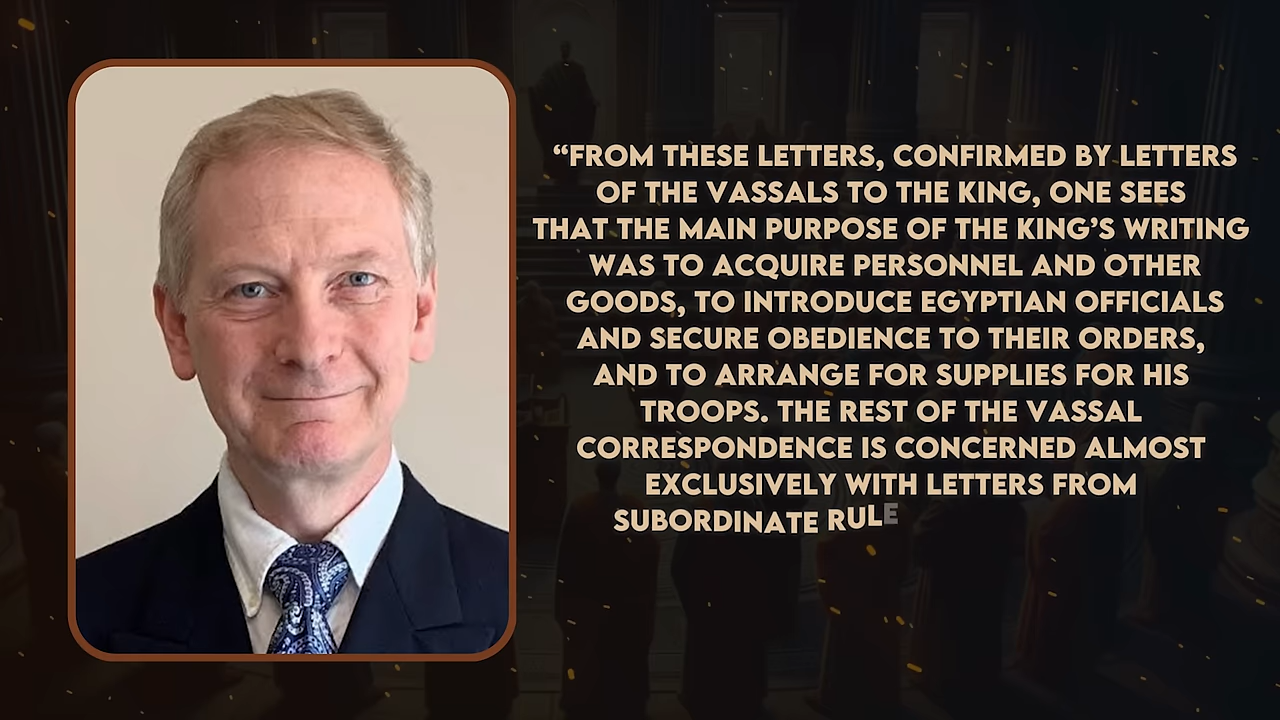 “FROM THESE LETTERS, CONFIRMED BY LETTERS
OF THE VASSALS TO THE KING, ONE SEES
THAT THE MAIN PURPOSE OF THE KING’S WRITING
WAS TO ACQUIRE PERSONNEL AND OTHER
GOODS, TO INTRODUCE EGYPTIAN OFFICIALS
AND SECURE OBEDIENCE TO THEIR ORDERS,
AND TO ARRANGE FOR SUPPLIES FOR HIS
TROOPS. THE REST OF THE VASSAL
CORRESPONDENCE IS CONCERNED ALMOST
EXCLUSIVELY WITH LETTERS FROM
SUBORDINATE RULE